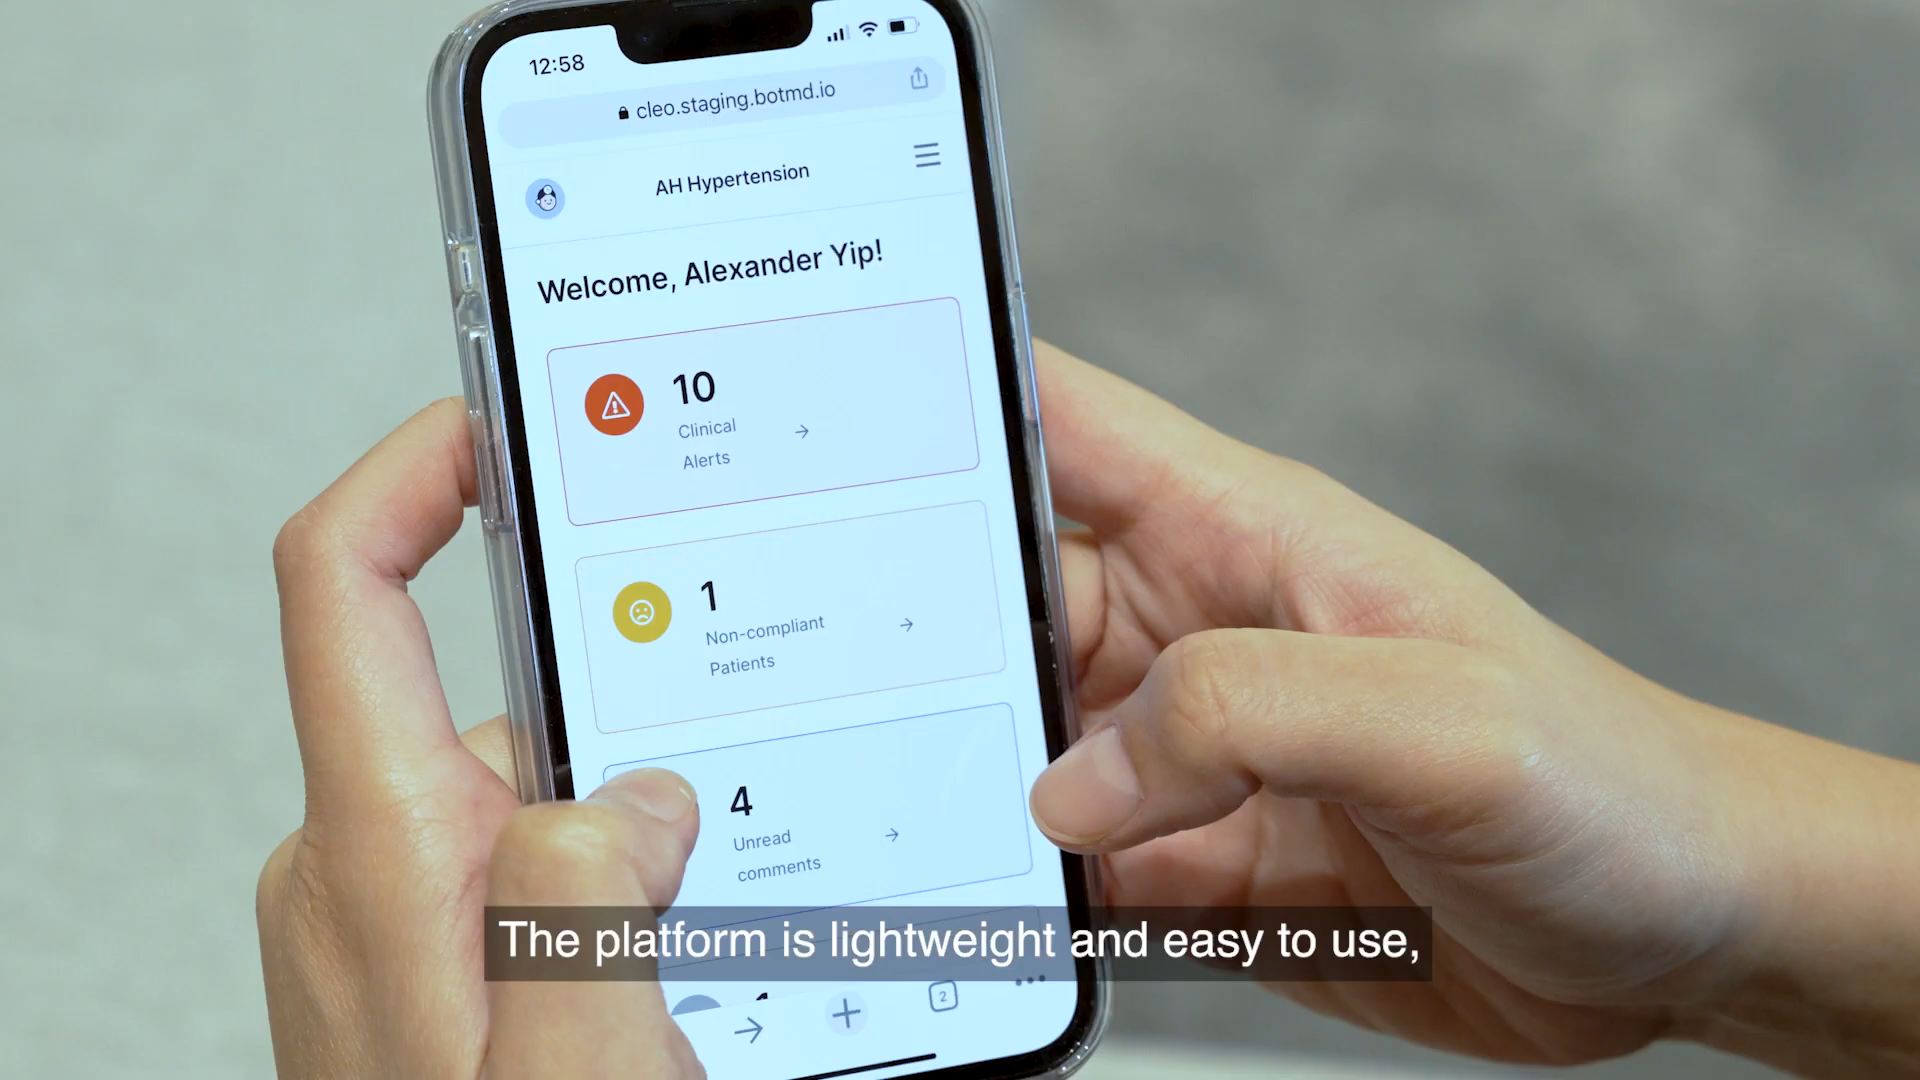 12:58
cleo.staging.botmd.io
AH Hypertension
Welcome, Alexander Yip!
10
Clinical
Alerts
1
Non-compliant
Patients
4
Unread
comments
The platform is lightweight and easy to use,
2